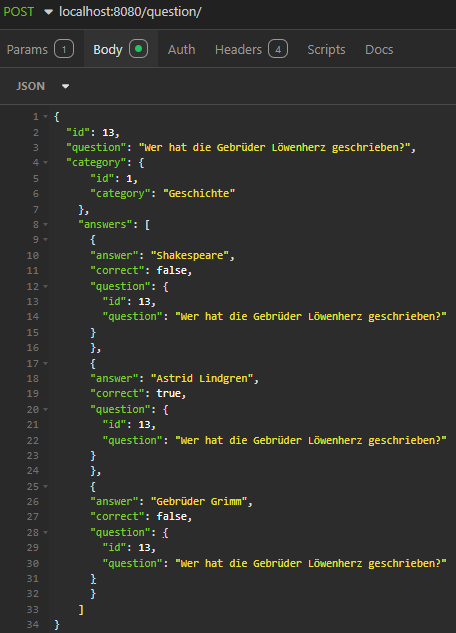 POST localhost:8080/question/
Params 1 Body Auth Headers 4 Scripts Docs
JSON
1 {
2 "id": 13,
3 "question": "Wer hat die Gebrüder Löwenherz geschrieben?",
4 "category": {
5 "id": 1,
6 "category": "Geschichte"
7 },
8 "answers": [
9 {
10 "answer": "Shakespeare",
11 "correct": false,
12 "question": {
13 "id": 13,
14 "question": "Wer hat die Gebrüder Löwenherz geschrieben?"
15 }
16 },
17 {
18 "answer": "Astrid Lindgren",
19 "correct": true,
20 "question": {
21 "id": 13,
22 "question": "Wer hat die Gebrüder Löwenherz geschrieben?"
23 }
24 },
25 {
26 "answer": "Gebrüder Grimm",
27 "correct": false,
28 "question": {
29 "id": 13,
30 "question": "Wer hat die Gebrüder Löwenherz geschrieben?"
31 }
32 }
33 ]
34 }